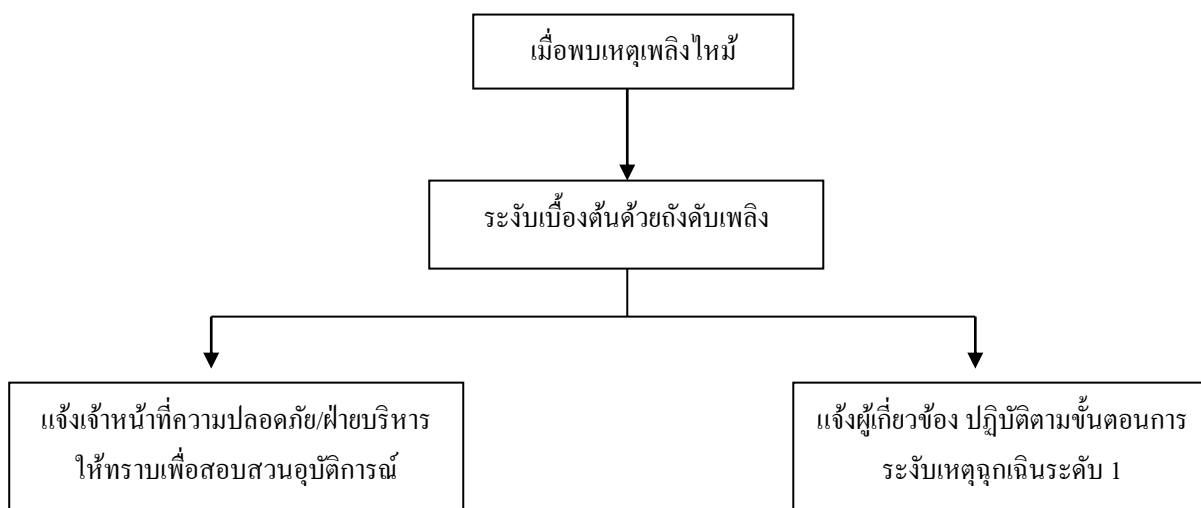 เมื่อพบเหตุเพลิงไหม้
ระงับเบื้องต้นด้วยถังดับเพลิง
แจ้งเจ้าหน้าที่ความปลอดภัย/ฝ่ายบริหาร
ให้ทราบเพื่อสอบสวนอุบัติการณ์
แจ้งผู้เกี่ยวข้อง ปฏิบัติตามขั้นตอนการ
ระงับเหตุฉุกเฉินระดับ 1